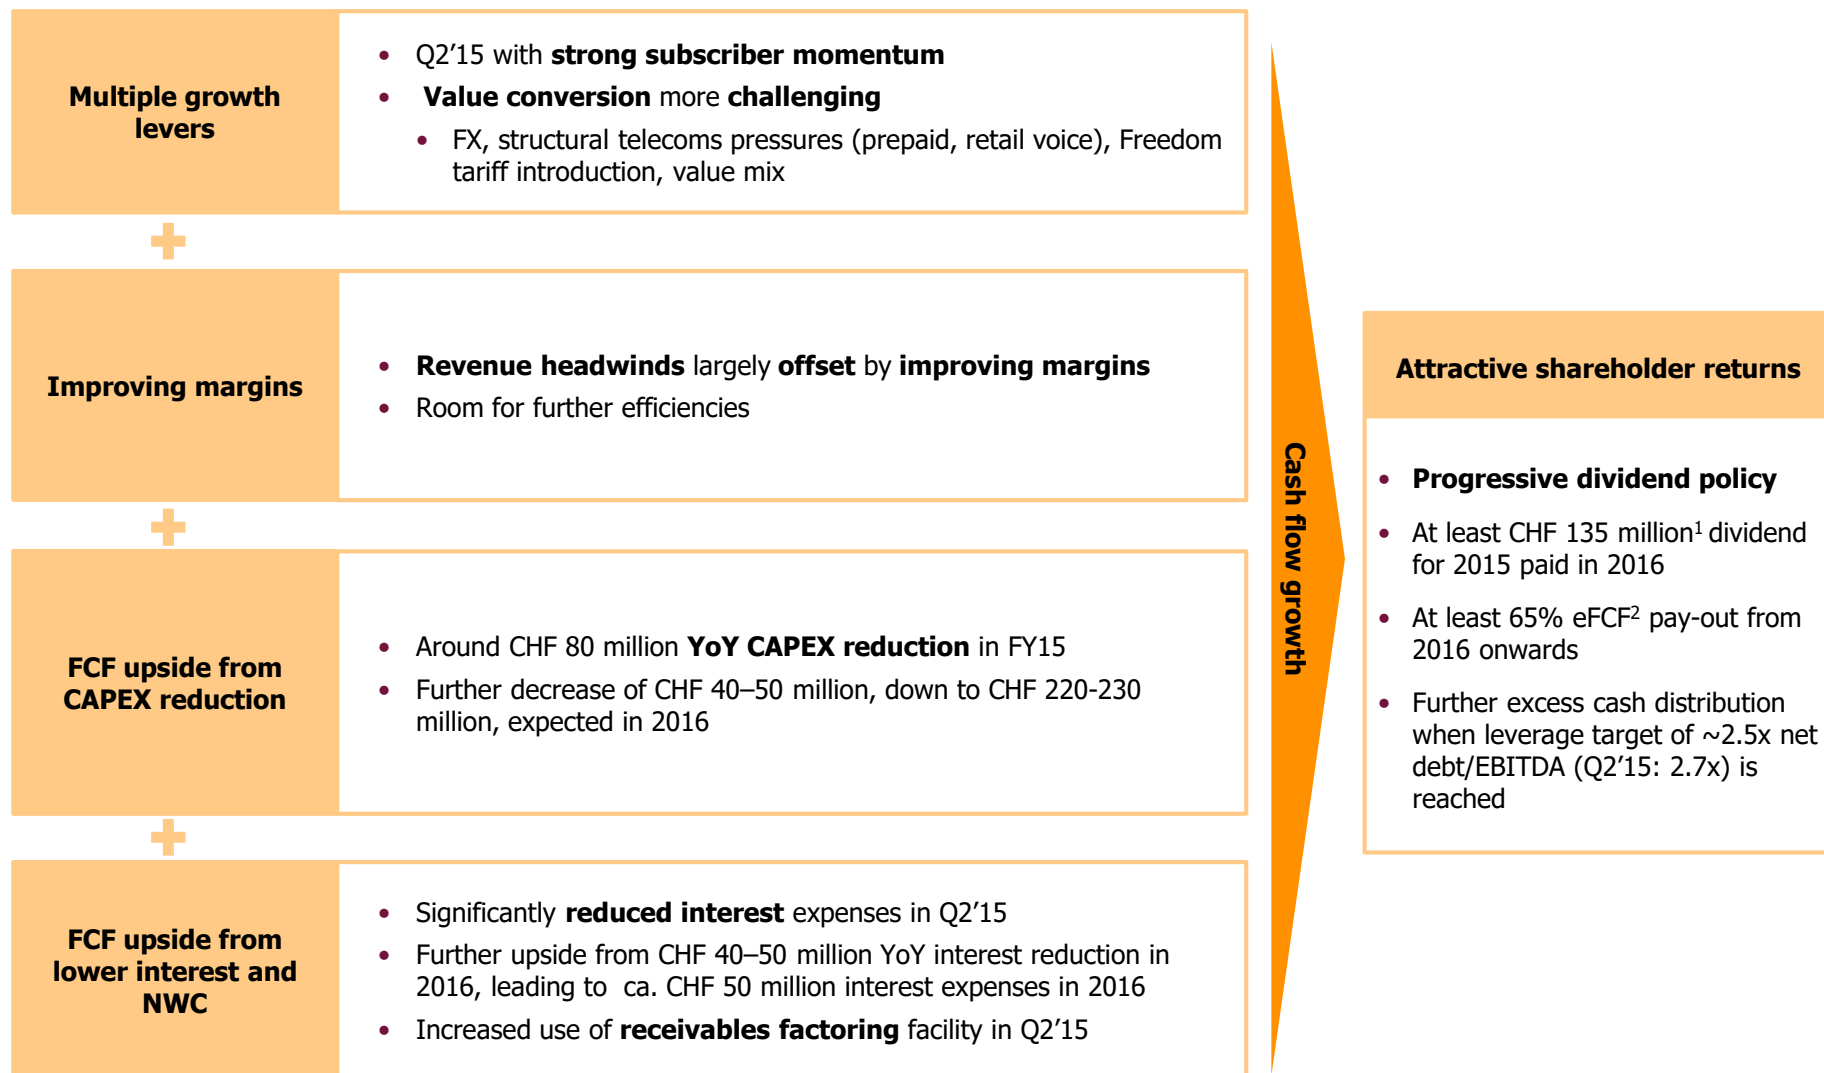 Multiple growth
levers
• Q2’15 with strong subscriber momentum
• Value conversion more challenging
• FX, structural telecoms pressures (prepaid, retail voice), Freedom
tariff introduction, value mix
Improving margins
• Revenue headwinds largely offset by improving margins
• Room for further efficiencies
FCF upside from
CAPEX reduction
• Around CHF 80 million YoY CAPEX reduction in FY15
• Further decrease of CHF 40–50 million, down to CHF 220-230
million, expected in 2016
FCF upside from
lower interest and
NWC
• Significantly reduced interest expenses in Q2’15
• Further upside from CHF 40–50 million YoY interest reduction in
2016, leading to ca. CHF 50 million interest expenses in 2016
• Increased use of receivables factoring facility in Q2’15
Cash flow growth
Attractive shareholder returns
• Progressive dividend policy
• At least CHF 135 million¹ dividend
for 2015 paid in 2016
• At least 65% eFCF² pay-out from
2016 onwards
• Further excess cash distribution
when leverage target of ~2.5x net
debt/EBITDA (Q2’15: 2.7x) is
reached